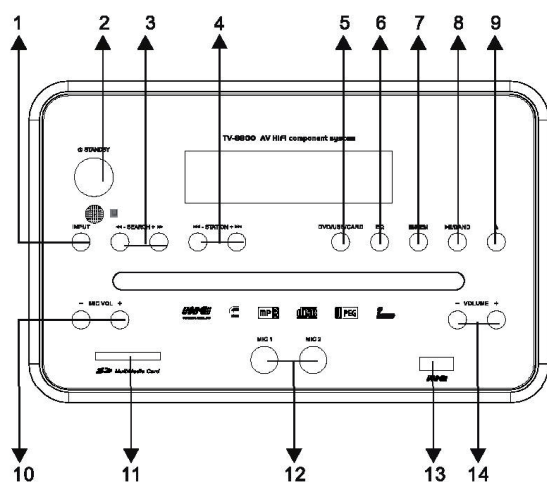 1 2 3 4 5 6 7 8 9
TV-8800 AV HiFi component system
STANDBY
INPUT
- SEARCH +
- STATION +
DVD/USB/CARD
EQ
/BAND
- MIC VOL +
MP3
disc
JPEG
- VOLUME +
MIC 1
MIC 2
MultiMedia Card
10 11 12 13 14